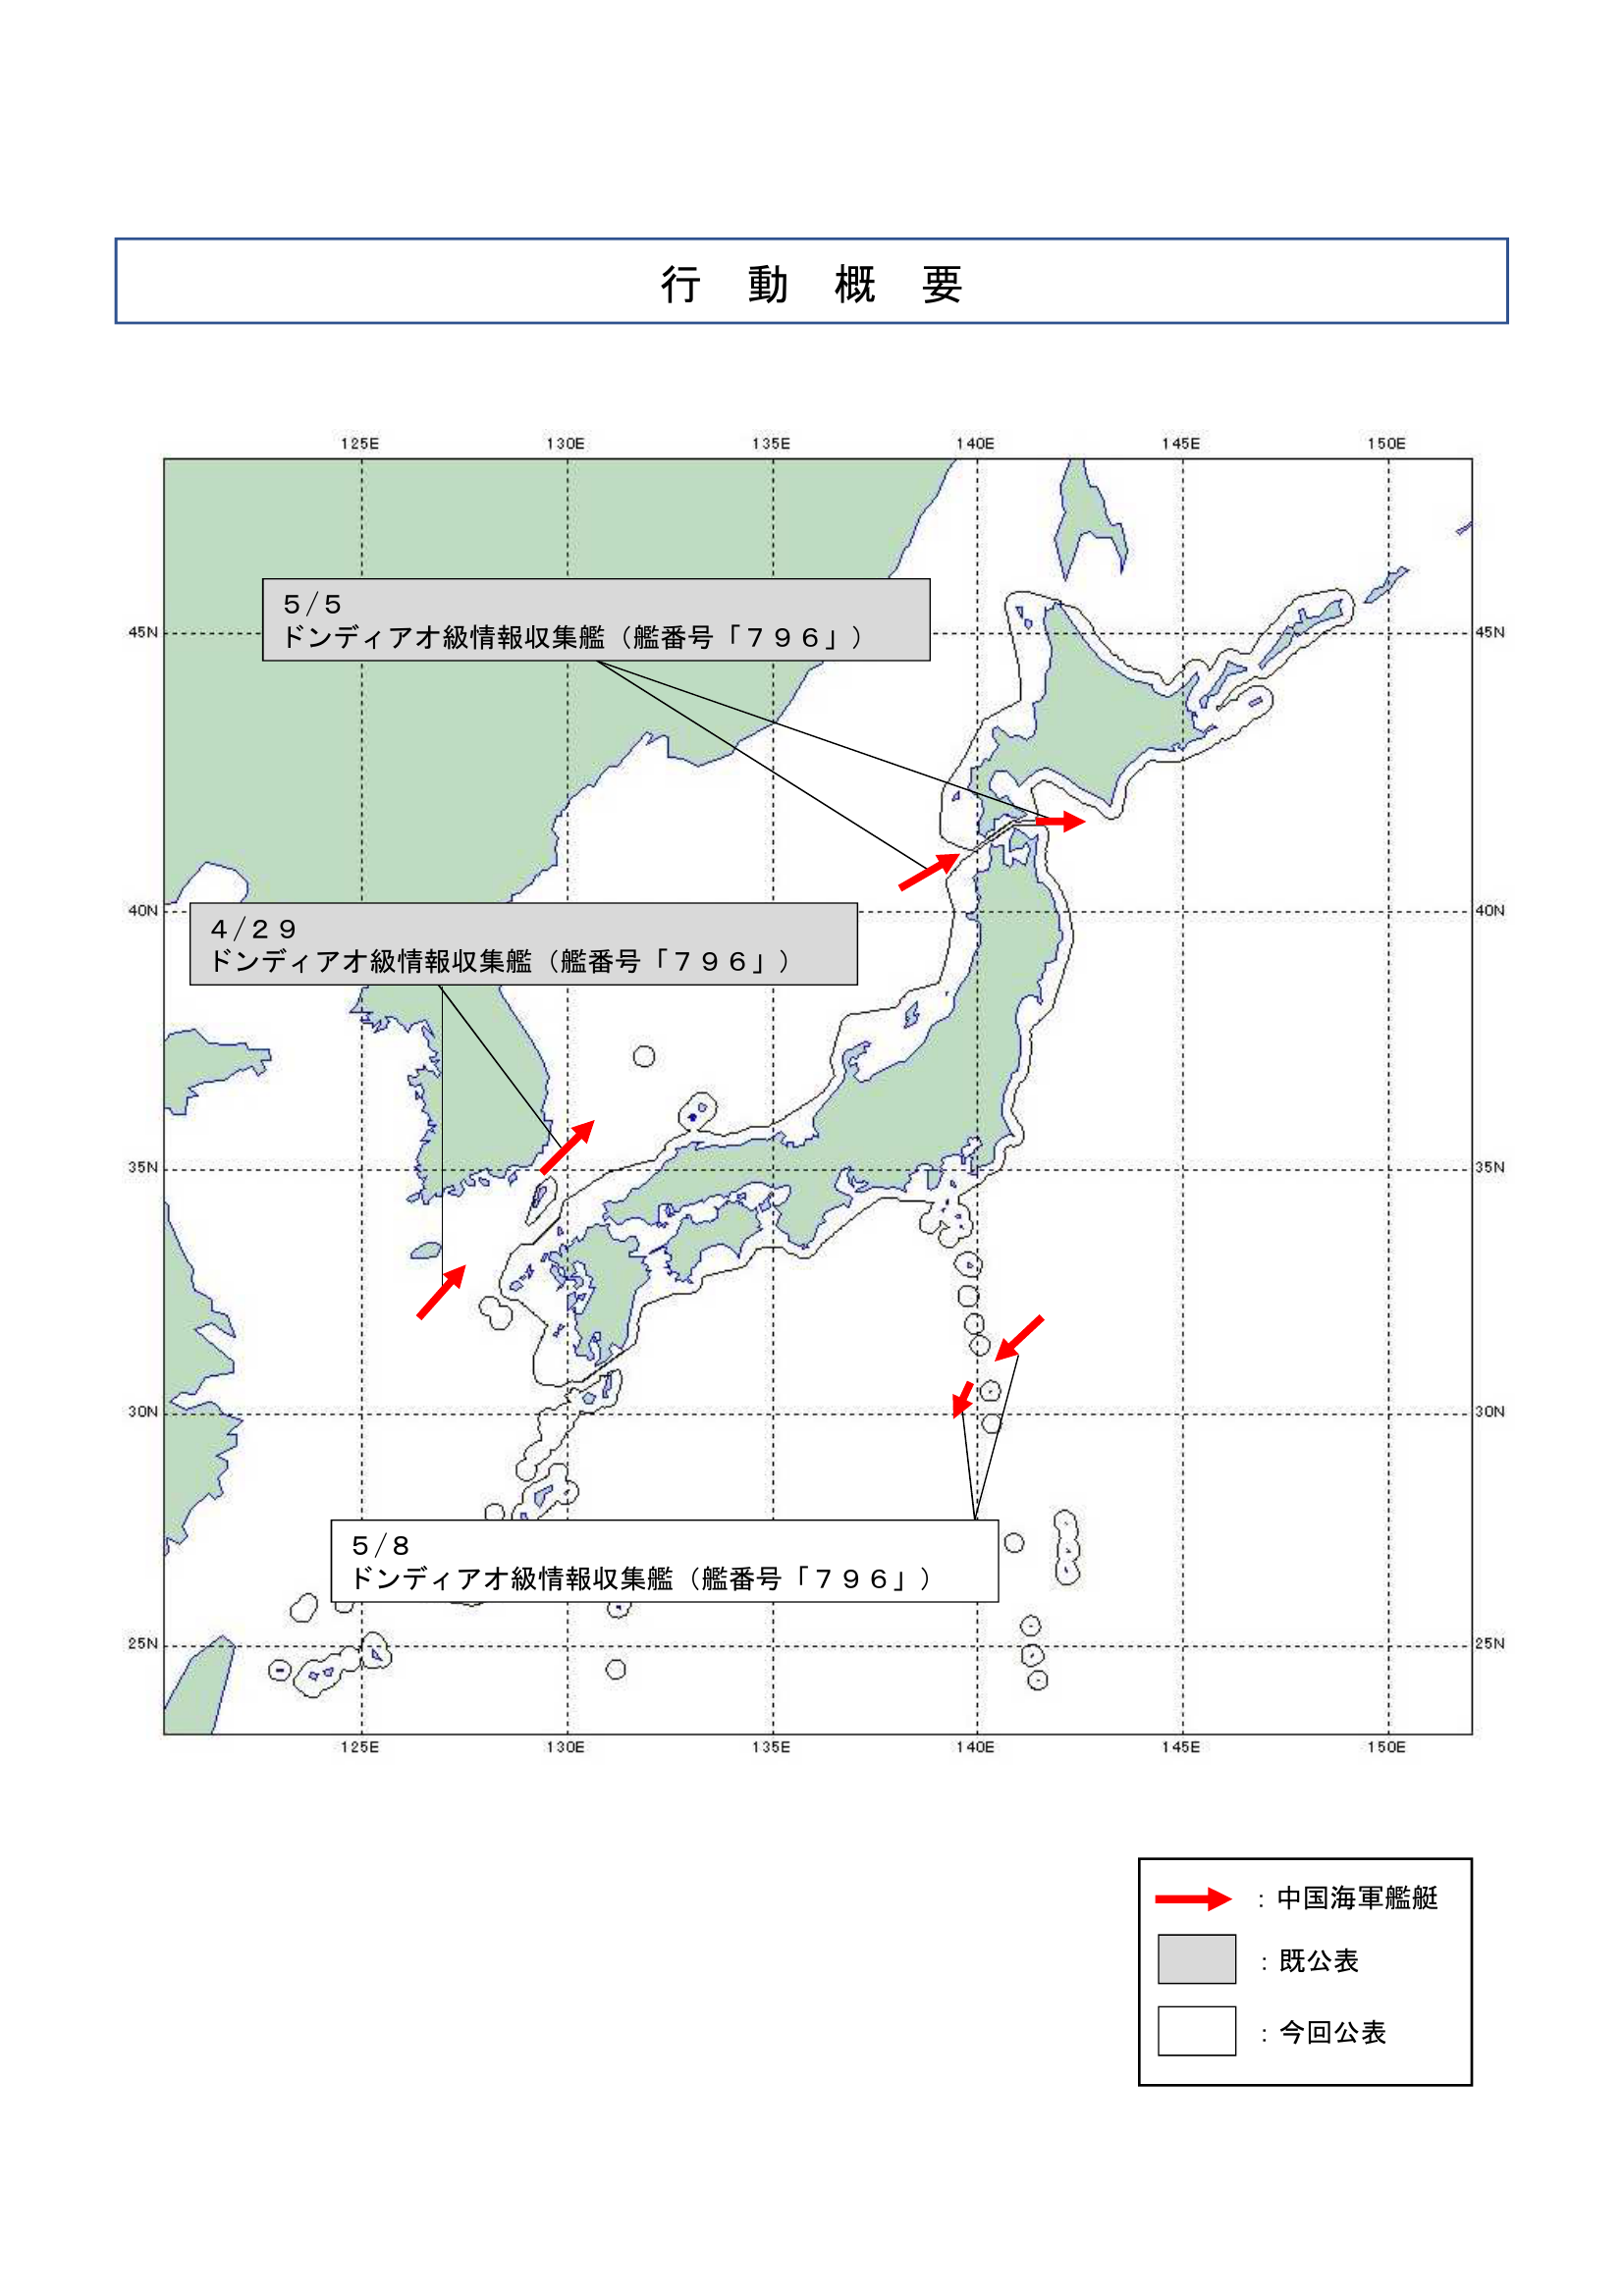 行　動　概　要
125E 130E 135E 140E 145E 150E
５/５
ドンディアオ級情報収集艦（艦番号「７９６」）
45N 45N
40N 40N
４/２９
ドンディアオ級情報収集艦（艦番号「７９６」）
35N 35N
30N 30N
５/８
ドンディアオ級情報収集艦（艦番号「７９６」）
25N 25N
125E 130E 135E 140E 145E 150E
：中国海軍艦艇
：既公表
：今回公表